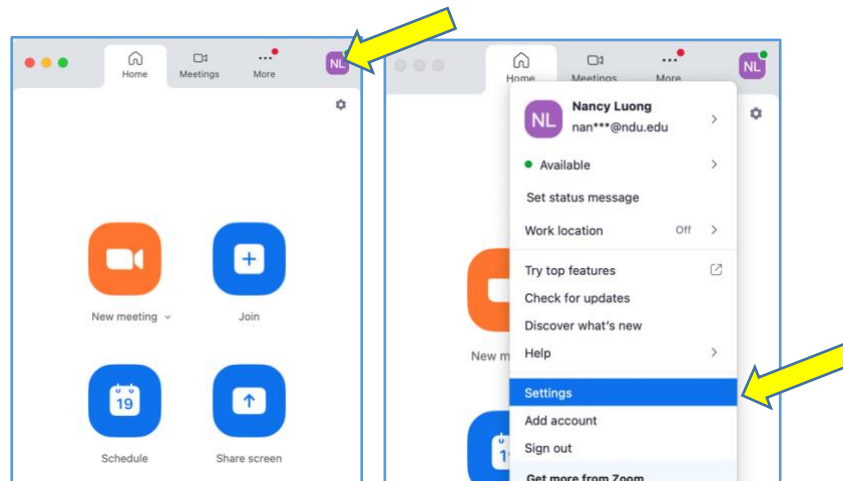 Home
Meetings
More
NL
New meeting
Join
19
Schedule
Share screen
Home
Meetings
More
NL
NL
Nancy Luong
nan***@ndu.edu
Available
Set status message
Work location Off
Try top features
Check for updates
Discover what's new
New m
Help
Settings
Add account
Sign out
1
Get more from Zoom